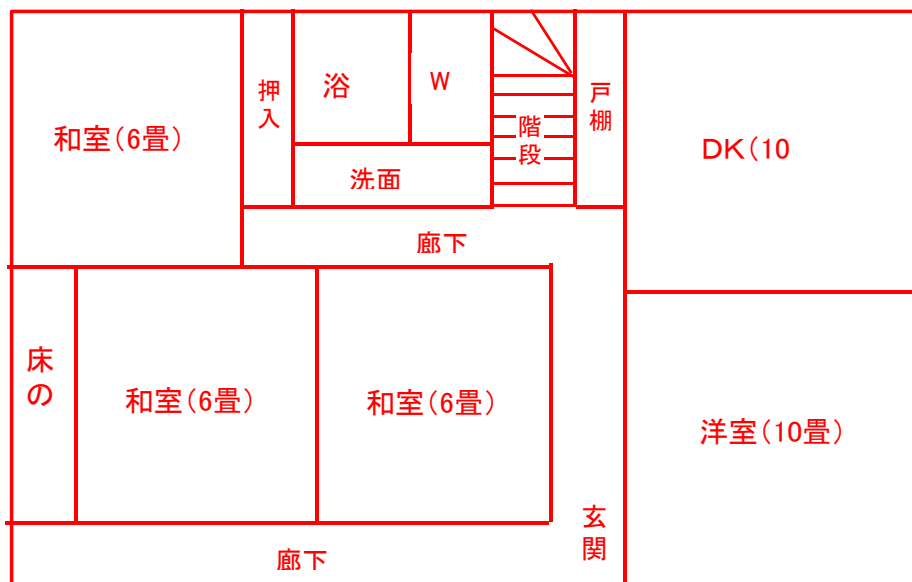 和室(6畳)
押
入
浴
W
洗面
階
段
戸
棚
DK(10
廊下
床
の
和室(6畳)
和室(6畳)
洋室(10畳)
玄
関
廊下